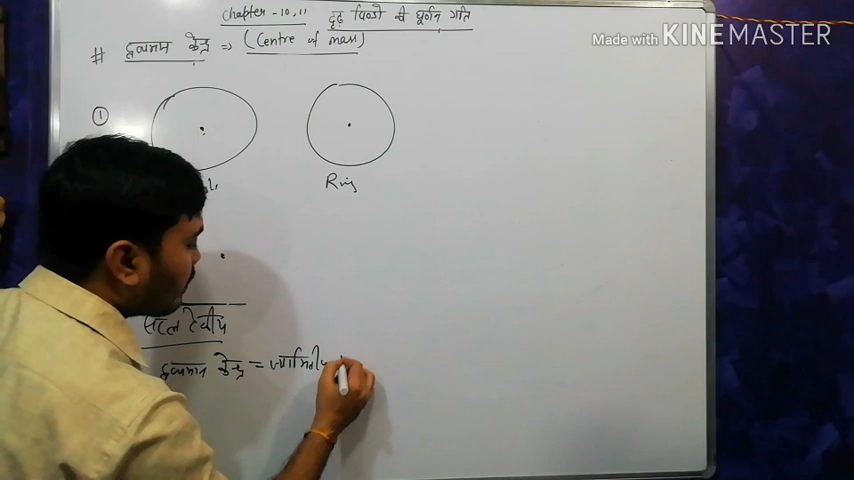 Chapter - 10, 11 दृढ़ पिण्डो की घूर्णन गति
Made with KINEMASTER
# द्रव्यमान केन्द्र => (Centre of mass)
①
Ring
सरल टेबील
द्रव्यमान केन्द्र = ज्यामितीय